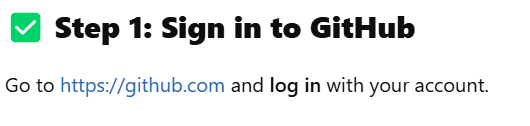 ✅ Step 1: Sign in to GitHub
Go to https://github.com and log in with your account.